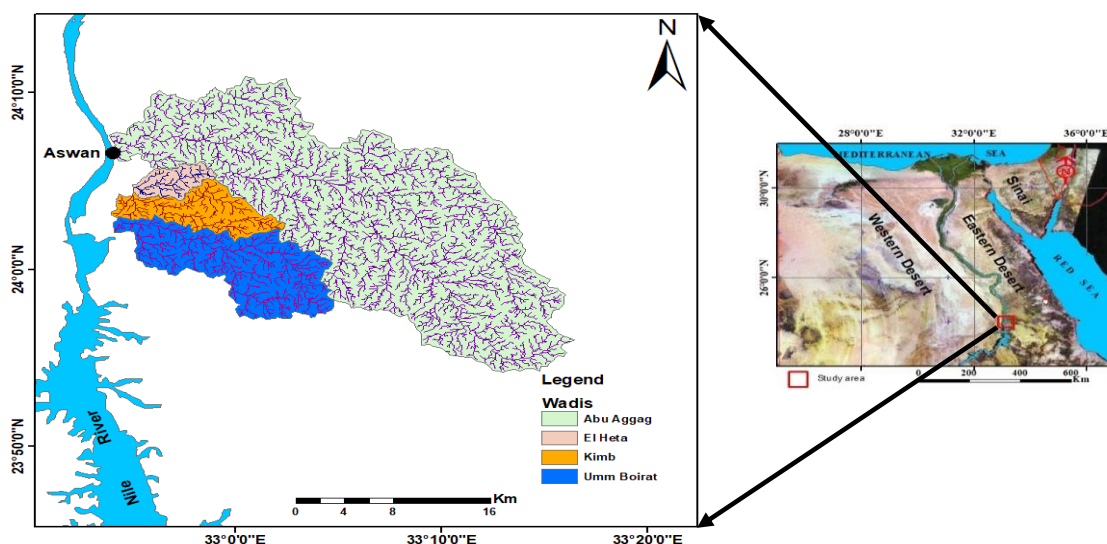 N
24°10'0"N
24°0'0"N
23°50'0"N
Aswan
Nile River
Legend
Wadis
Abu Aggag
El Heta
Kimb
Umm Boirat
Km
0 4 8 16
33°0'0"E 33°10'0"E 33°20'0"E
28°0'0"E 32°0'0"E 36°0'0"E
MEDITERRANEAN SEA
30°0'0"N
26°0'0"N
Sinai
Western Desert
Eastern Desert
RED SEA
Study area
0 200 400 600
Km